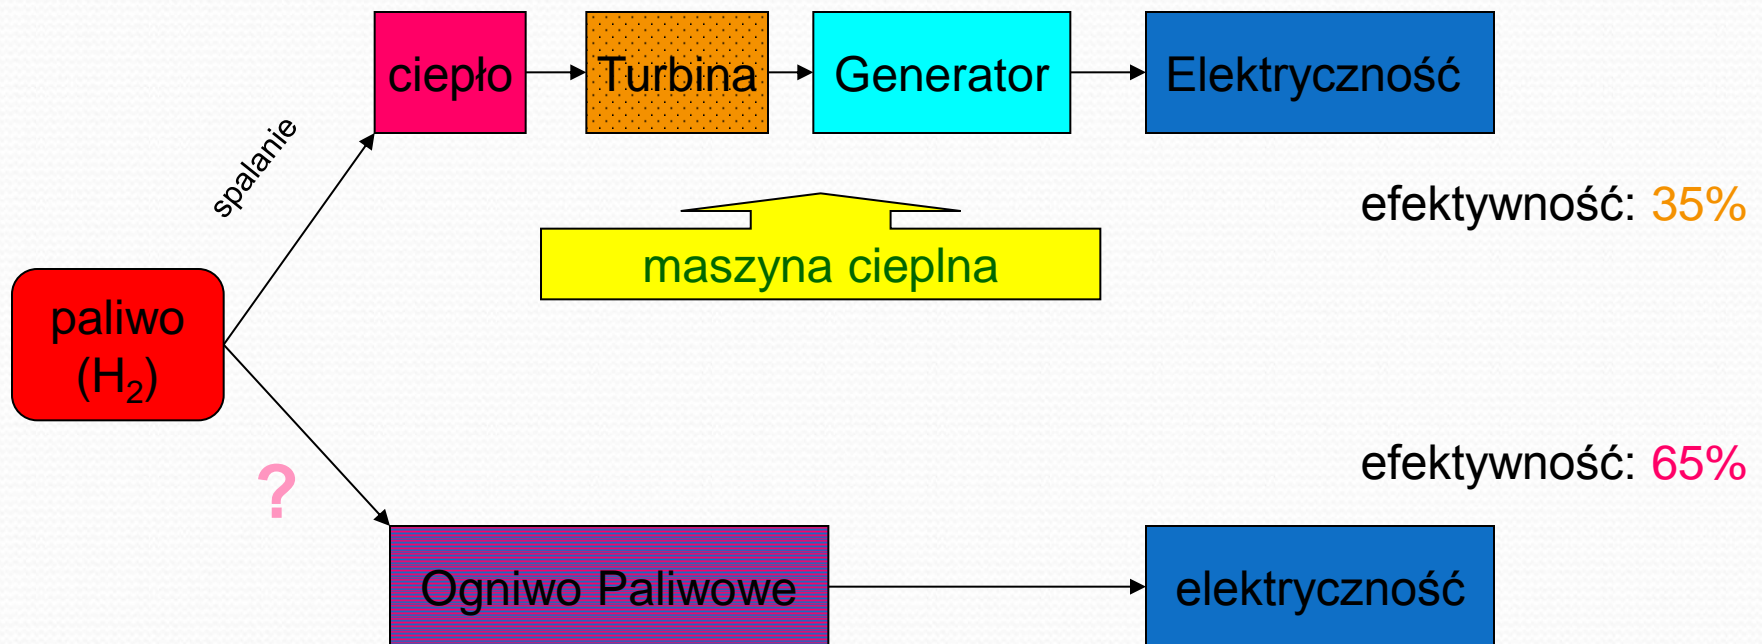 ciepło
Turbina
Generator
Elektryczność
spalanie
efektywność: 35%
maszyna cieplna
paliwo
(H₂)
efektywność: 65%
?
Ogniwo Paliwowe
elektryczność